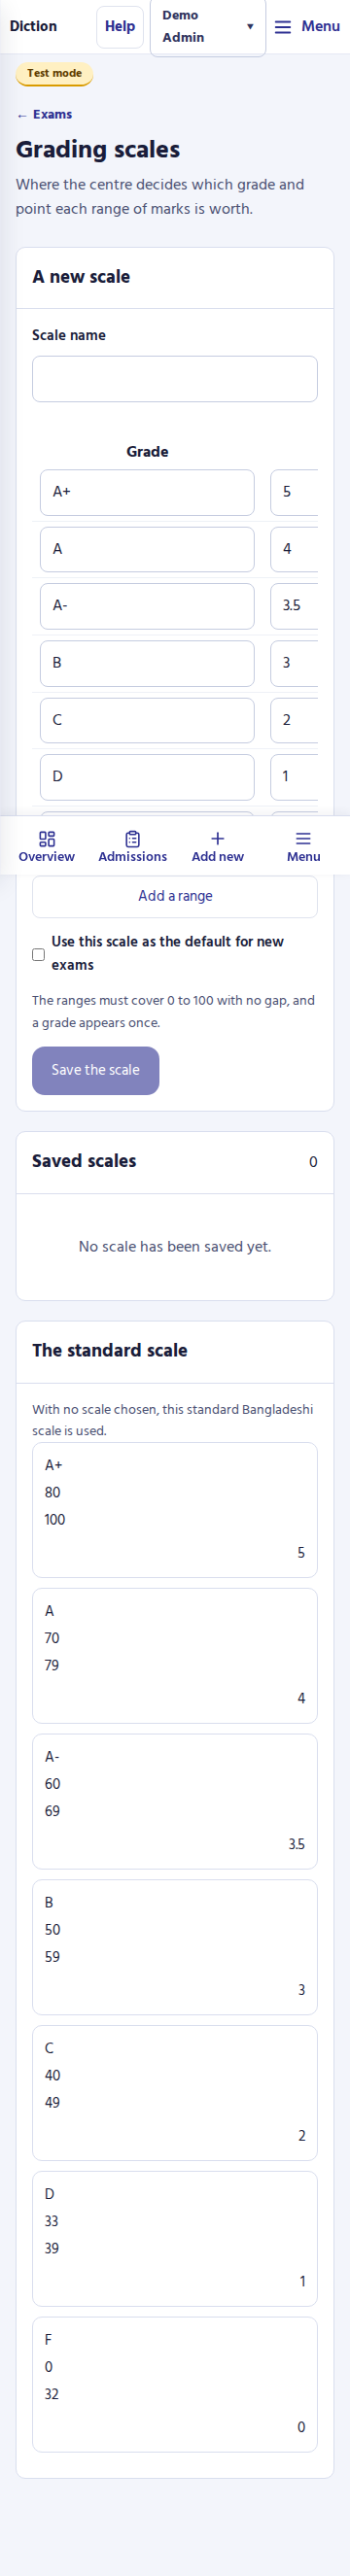 Diction
Help
Demo Admin
▼
Menu
Test mode
← Exams
Grading scales
Where the centre decides which grade and
point each range of marks is worth.
A new scale
Scale name
Grade
A+ 5
A 4
A- 3.5
B 3
C 2
D 1
Overview Admissions Add new Menu
Add a range
Use this scale as the default for new
exams
The ranges must cover 0 to 100 with no gap, and
a grade appears once.
Save the scale
Saved scales 0
No scale has been saved yet.
The standard scale
With no scale chosen, this standard Bangladeshi
scale is used.
A+
80
100
5
A
70
79
4
A-
60
69
3.5
B
50
59
3
C
40
49
2
D
33
39
1
F
0
32
0